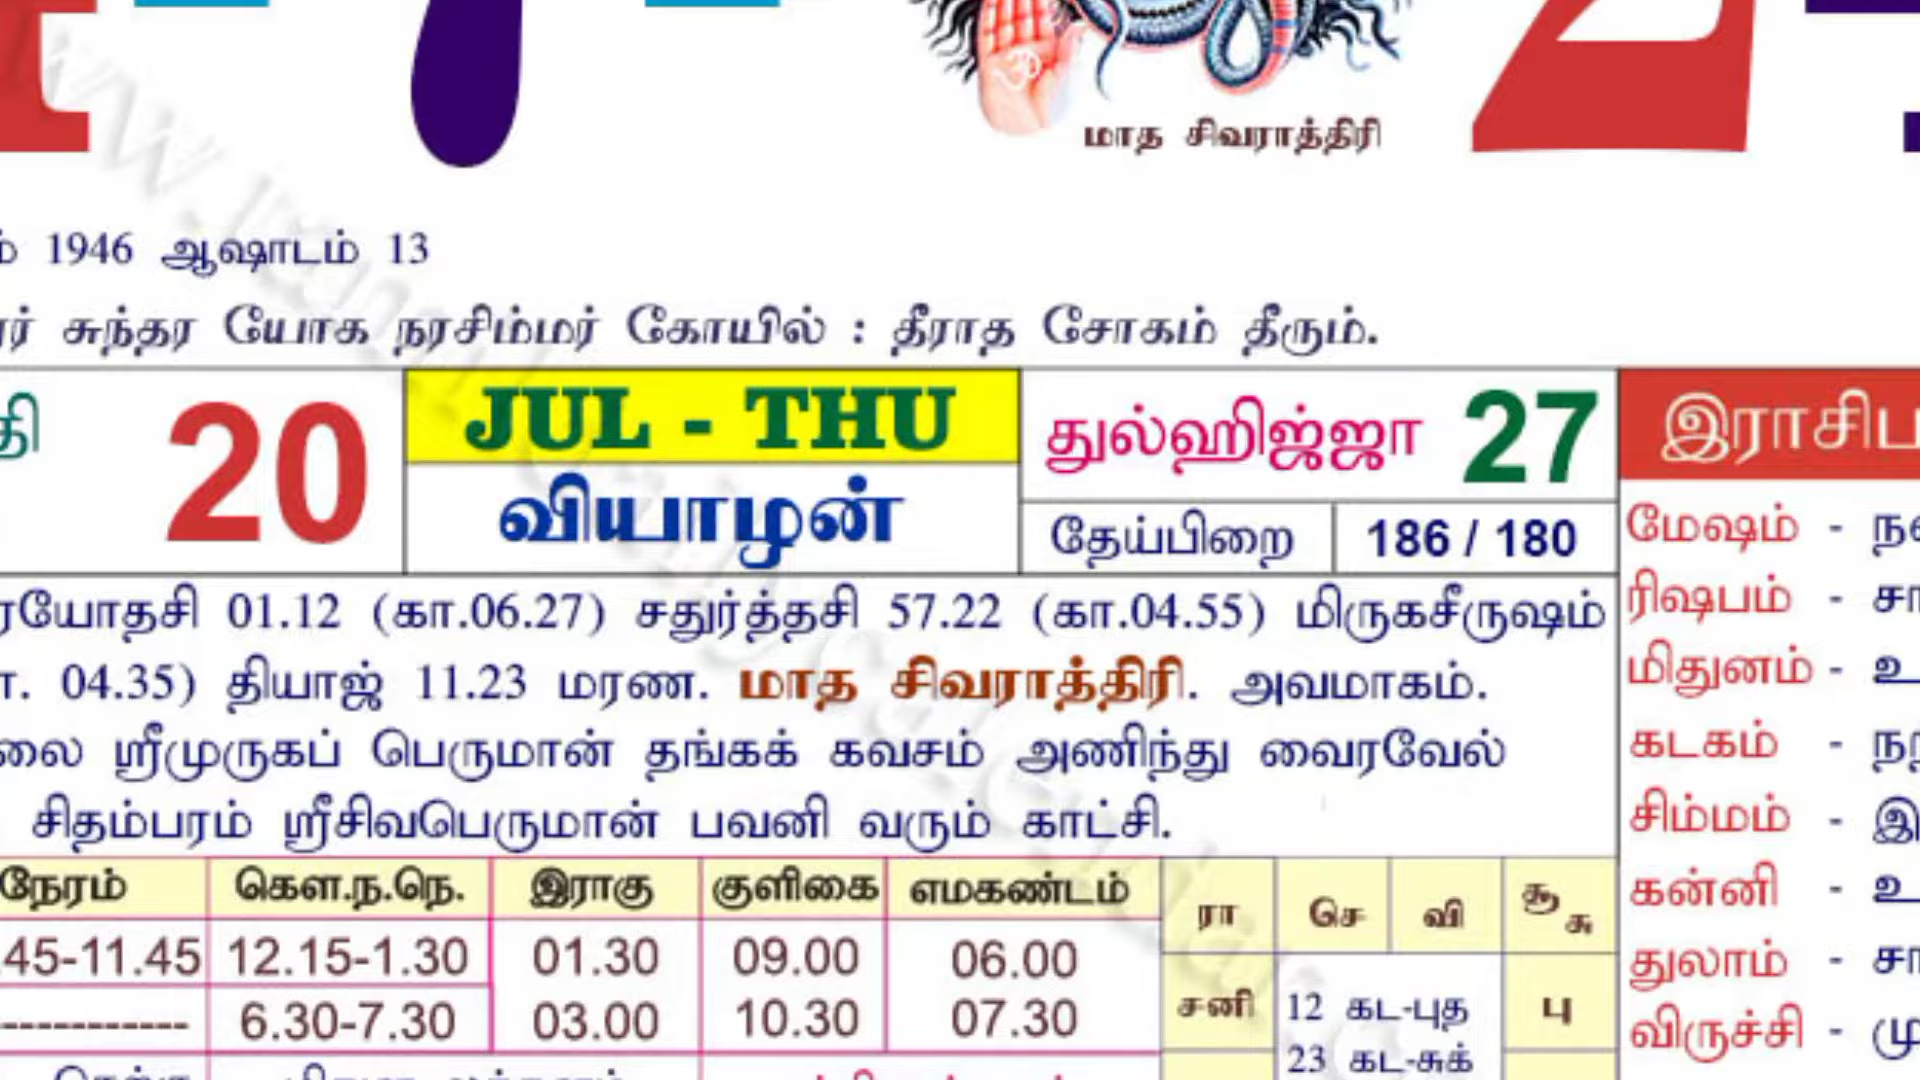 மாத சிவராத்திரி
1946 ஆஷாடம் 13
சுந்தர யோக நரசிம்மர் கோயில் : தீராத சோகம் தீரும்.
20
JUL - THU
வியாழன்
துல்ஹிஜ்ஜா 27
தேய்பிறை 186 / 180
ரயோதசி 01.12 (கா.06.27) சதுர்த்தசி 57.22 (கா.04.55) மிருகசீருஷம்
04.35) தியாஜ் 11.23 மரண. மாத சிவராத்திரி. அவமாகம்.
லை ஸ்ரீமுருகப் பெருமான் தங்கக் கவசம் அணிந்து வைரவேல்
சிதம்பரம் ஸ்ரீசிவபெருமான் பவனி வரும் காட்சி.
நேரம் கௌ.ந.நெ. இராகு குளிகை எமகண்டம்
.45-11.45 12.15-1.30 01.30 09.00 06.00
----------- 6.30-7.30 03.00 10.30 07.30
ரா செ வி சூ சு
சனி 12 கட-புத பு
23 கட-சுக்
இராசிப
மேஷம் -
ரிஷபம் - சா
மிதுனம் - உ
கடகம் -
சிம்மம் - இ
கன்னி - உ
துலாம் - சா
விருச்சி - மு